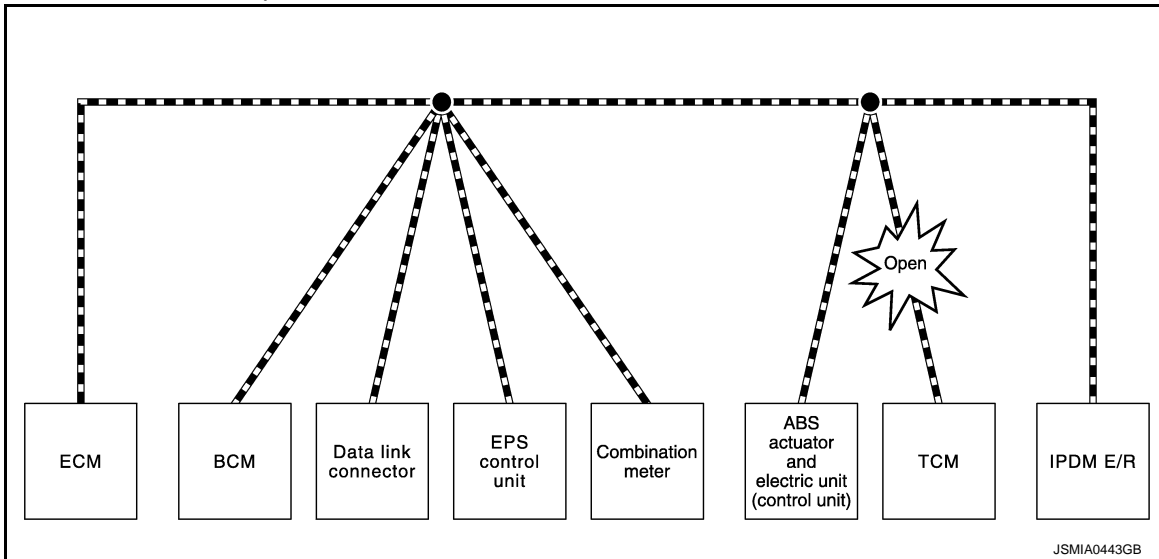 Open
ECM
BCM
Data link
connector
EPS
control
unit
Combination
meter
ABS
actuator
and
electric unit
(control unit)
TCM
IPDM E/R
JSMIA0443GB